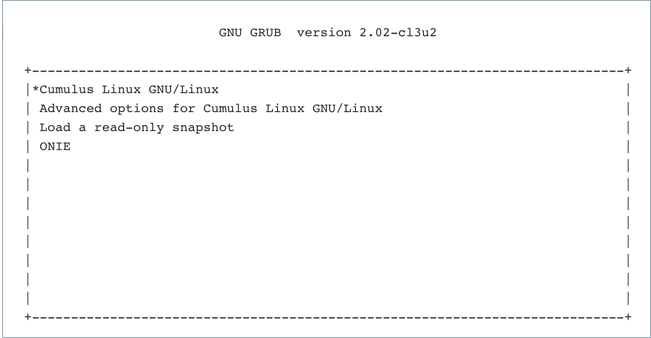 GNU GRUB  version 2.02-cl3u2
*Cumulus Linux GNU/Linux
Advanced options for Cumulus Linux GNU/Linux
Load a read-only snapshot
ONIE